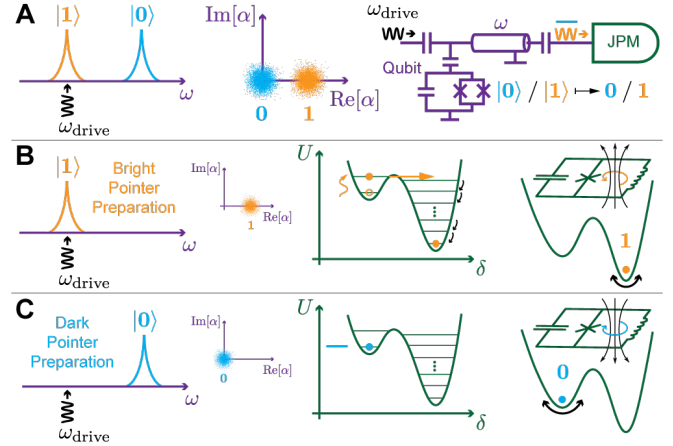 A
|1⟩ |0⟩
ω
ω_drive
Im[α]
0 1
Re[α]
ω_drive
ω
JPM
Qubit
|0⟩ / |1⟩ ↦ 0 / 1
B
|1⟩
Bright
Pointer
Preparation
ω
ω_drive
Im[α]
1
Re[α]
U
δ
1
C
Dark
Pointer
Preparation
|0⟩
ω
ω_drive
Im[α]
0
Re[α]
U
δ
0